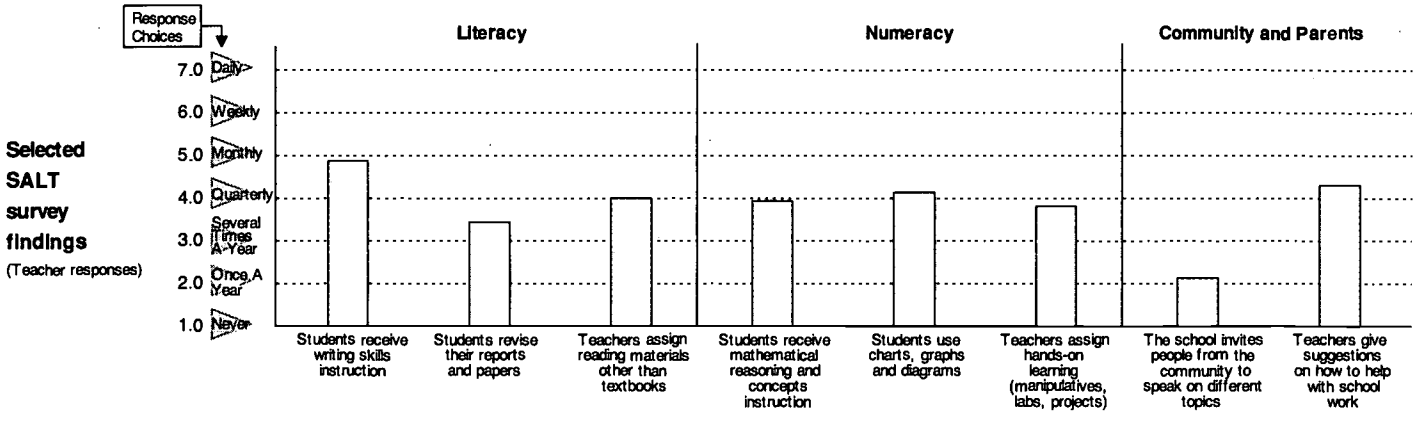 Response
Choices
Literacy
Numeracy
Community and Parents
Selected
SALT
survey
findings
(Teacher responses)
7.0 Daily
6.0 Weekly
5.0 Monthly
4.0 Quarterly
Several
3.0 Times
A-Year
Once A
2.0 Year
1.0 Never
Students receive
writing skills
instruction
Students revise
their reports
and papers
Teachers assign
reading materials
other than
textbooks
Students receive
mathematical
reasoning and
concepts
instruction
Students use
charts, graphs
and diagrams
Teachers assign
hands-on
learning
(manipulatives,
labs, projects)
The school invites
people from the
community to
speak on different
topics
Teachers give
suggestions
on how to help
with school
work